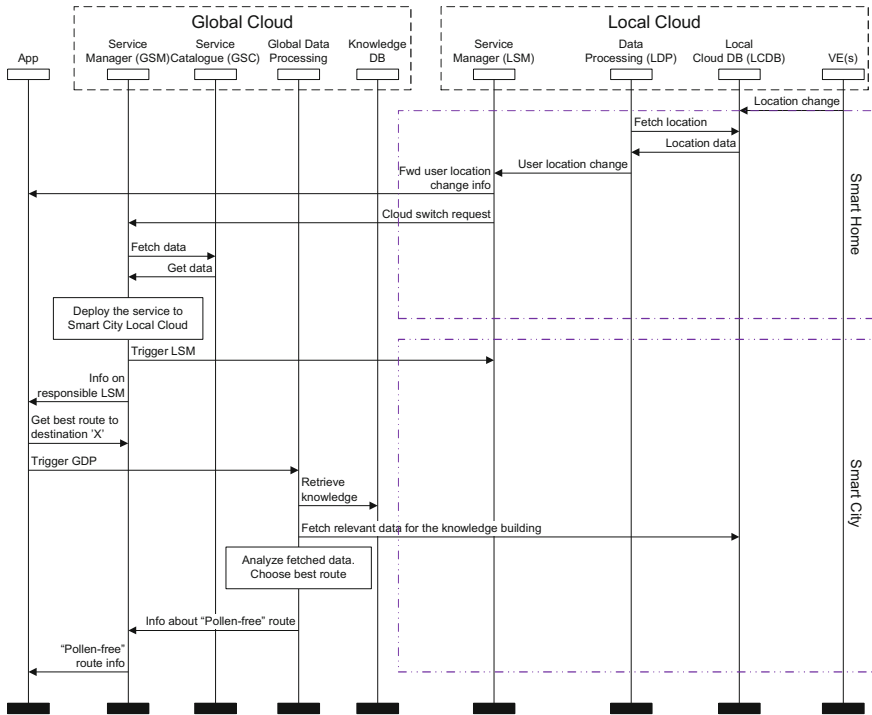 Global Cloud
Local Cloud
App
Service
Manager (GSM)
Service
Catalogue (GSC)
Global Data
Processing
Knowledge
DB
Service
Manager (LSM)
Data
Processing (LDP)
Local
Cloud DB (LCDB)
VE(s)
Location change
Fetch location
Location data
User location change
Fwd user location
change info
Cloud switch request
Smart Home
Fetch data
Get data
Deploy the service to
Smart City Local Cloud
Trigger LSM
Info on
responsible LSM
Get best route to
destination 'X'
Trigger GDP
Retrieve
knowledge
Smart City
Fetch relevant data for the knowledge building
Analyze fetched data.
Choose best route
Info about “Pollen-free” route
“Pollen-free”
route info